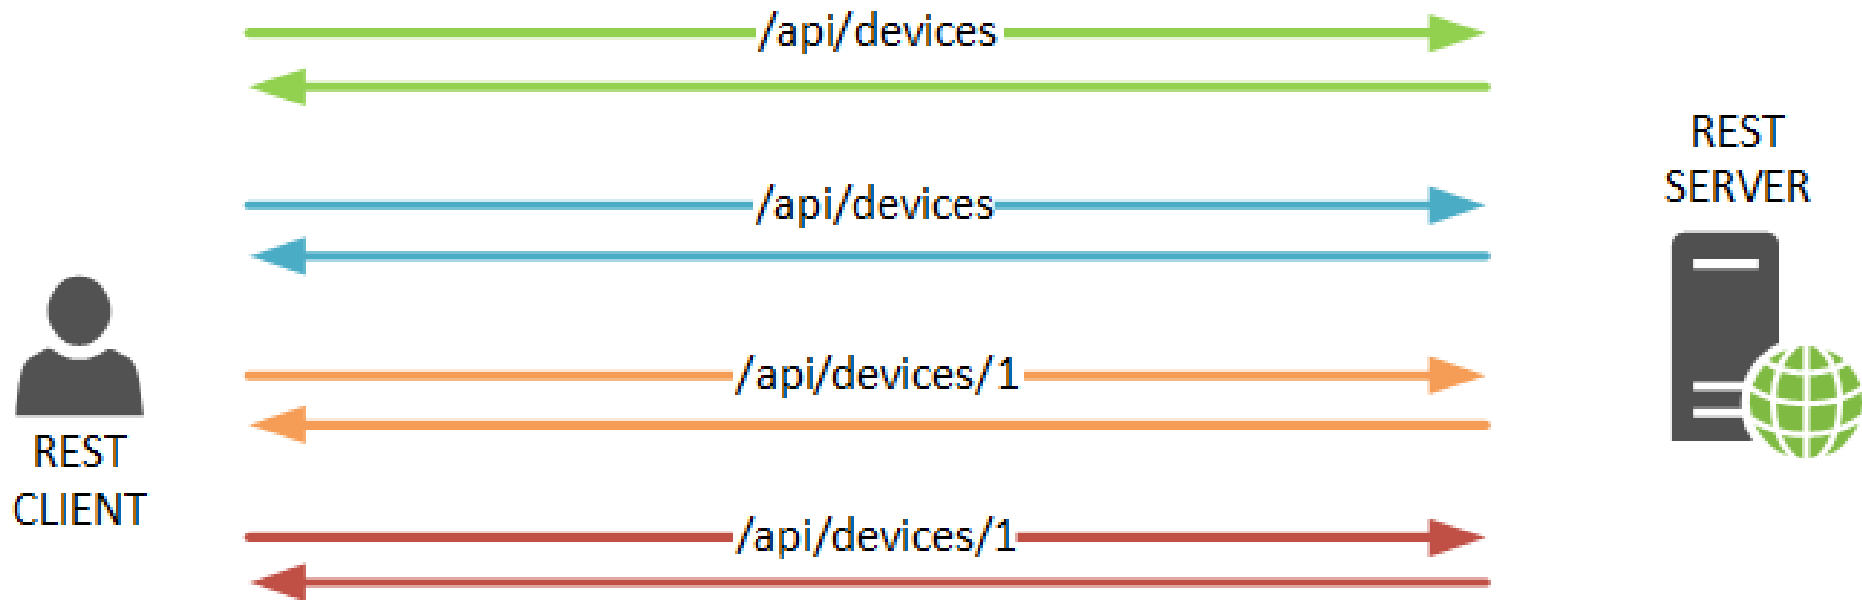 /api/devices
/api/devices
/api/devices/1
/api/devices/1
REST
CLIENT
REST
SERVER